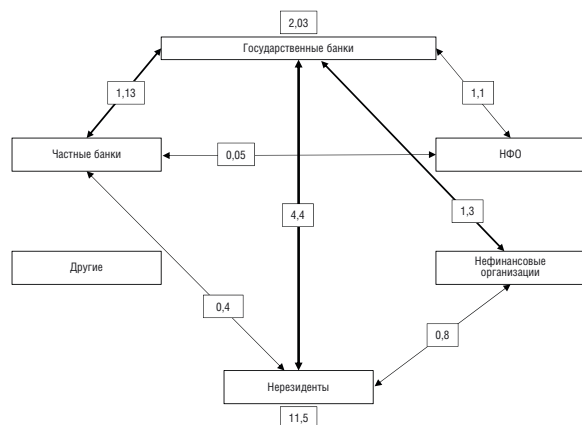 2,03
Государственные банки
1,13
1,1
Частные банки
0,05
НФО
4,4
1,3
Другие
Нефинансовые
организации
0,4
0,8
Нерезиденты
11,5